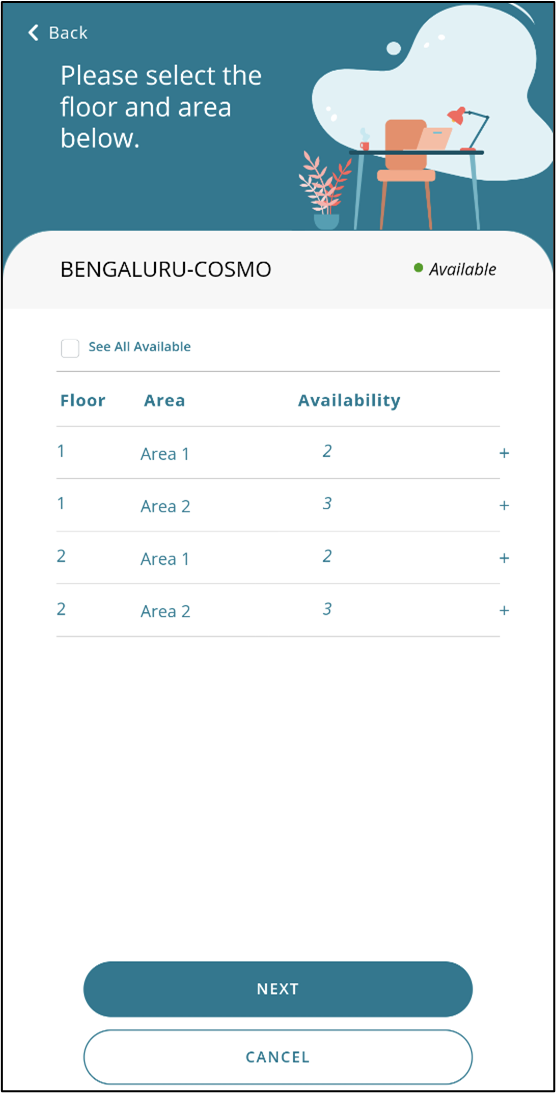 Back
Please select the
floor and area
below.
BENGALURU-COSMO Available
See All Available
Floor Area Availability
1 Area 1 2 +
1 Area 2 3 +
2 Area 1 2 +
2 Area 2 3 +
NEXT
CANCEL